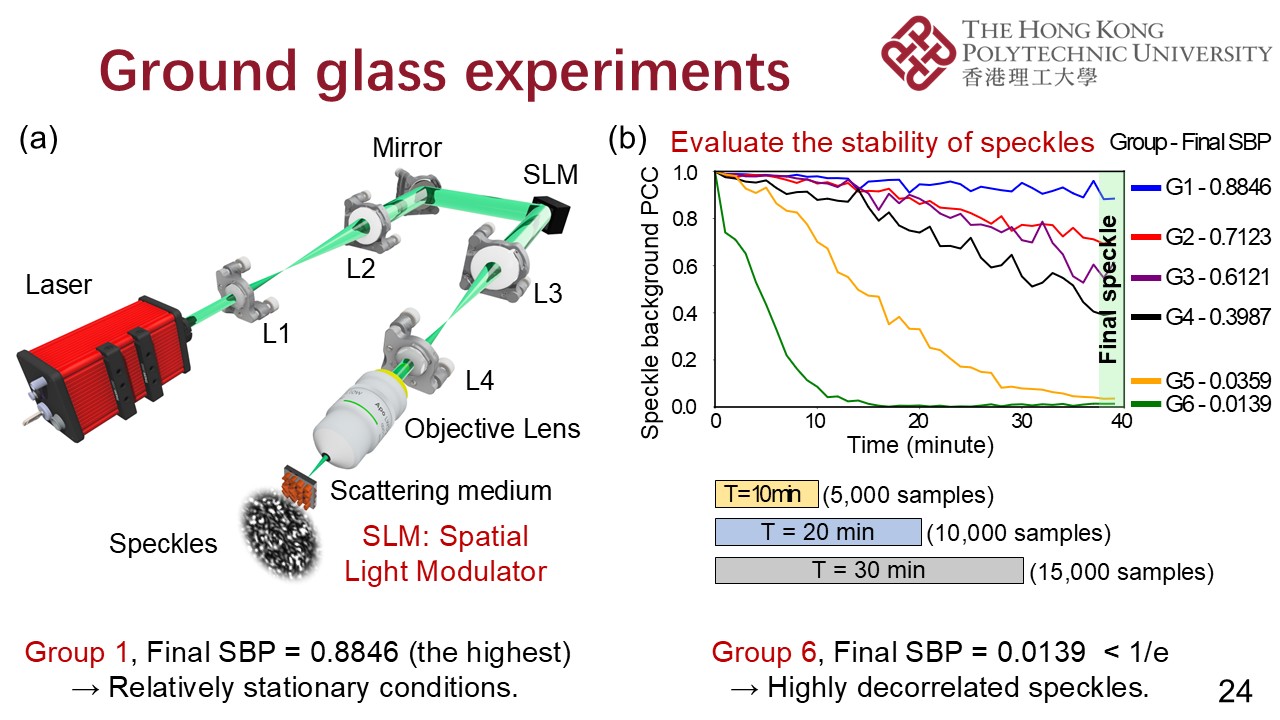 Ground glass experiments
THE HONG KONG
POLYTECHNIC UNIVERSITY
香港理工大學
(a)
Mirror
SLM
L2
Laser
L3
L1
L4
Objective Lens
Scattering medium
Speckles
SLM: Spatial
Light Modulator
(b)
Evaluate the stability of speckles
Group - Final SBP
Speckle background PCC
1.0
0.8
0.6
0.4
0.2
0.0
0
10
20
30
40
Time (minute)
Final speckle
G1 - 0.8846
G2 - 0.7123
G3 - 0.6121
G4 - 0.3987
G5 - 0.0359
G6 - 0.0139
T=10min (5,000 samples)
T = 20 min (10,000 samples)
T = 30 min (15,000 samples)
Group 1, Final SBP = 0.8846 (the highest)
→ Relatively stationary conditions.
Group 6, Final SBP = 0.0139 < 1/e
→ Highly decorrelated speckles.
24